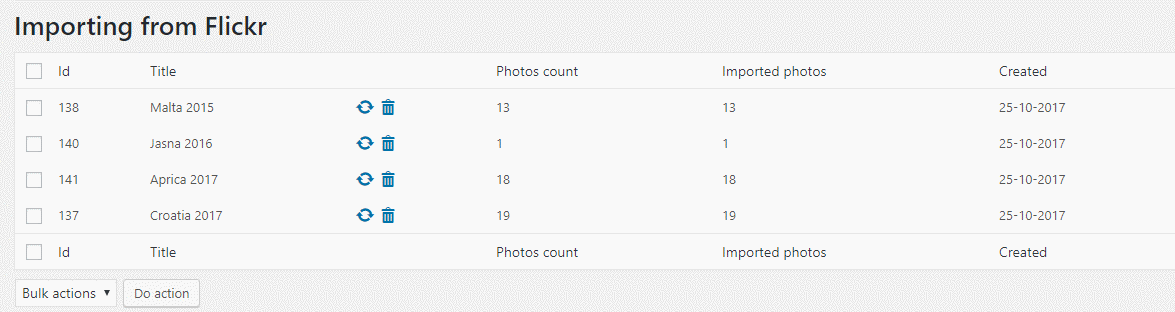 Importing from Flickr
Id Title Photos count Imported photos Created
138 Malta 2015 13 13 25-10-2017
140 Jasna 2016 1 1 25-10-2017
141 Aprica 2017 18 18 25-10-2017
137 Croatia 2017 19 19 25-10-2017
Id Title Photos count Imported photos Created
Bulk actions Do action